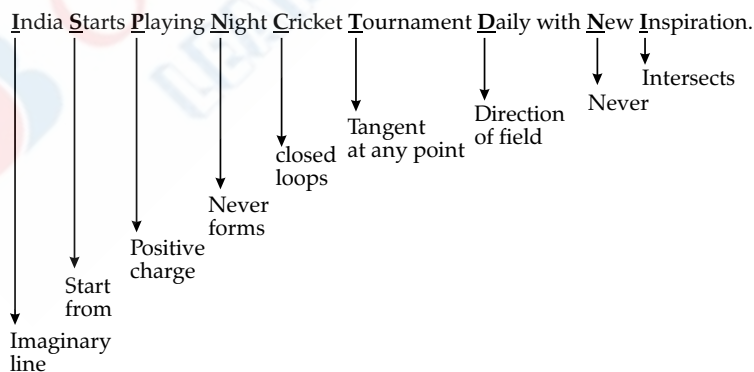 India Starts Playing Night Cricket Tournament Daily with New Inspiration.
Intersects
Never
Direction
of field
Tangent
at any point
closed
loops
Never
forms
Positive
charge
Start
from
Imaginary
line